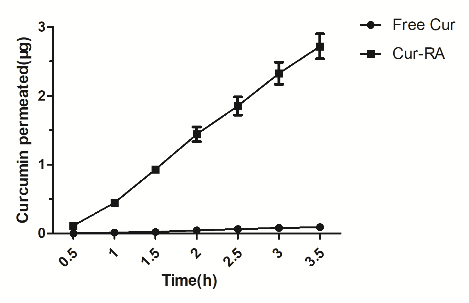 Free Cur
Cur-RA
Curcumin permeated(μg)
3
2
1
0
0.5
1
1.5
2
2.5
3
3.5
Time(h)